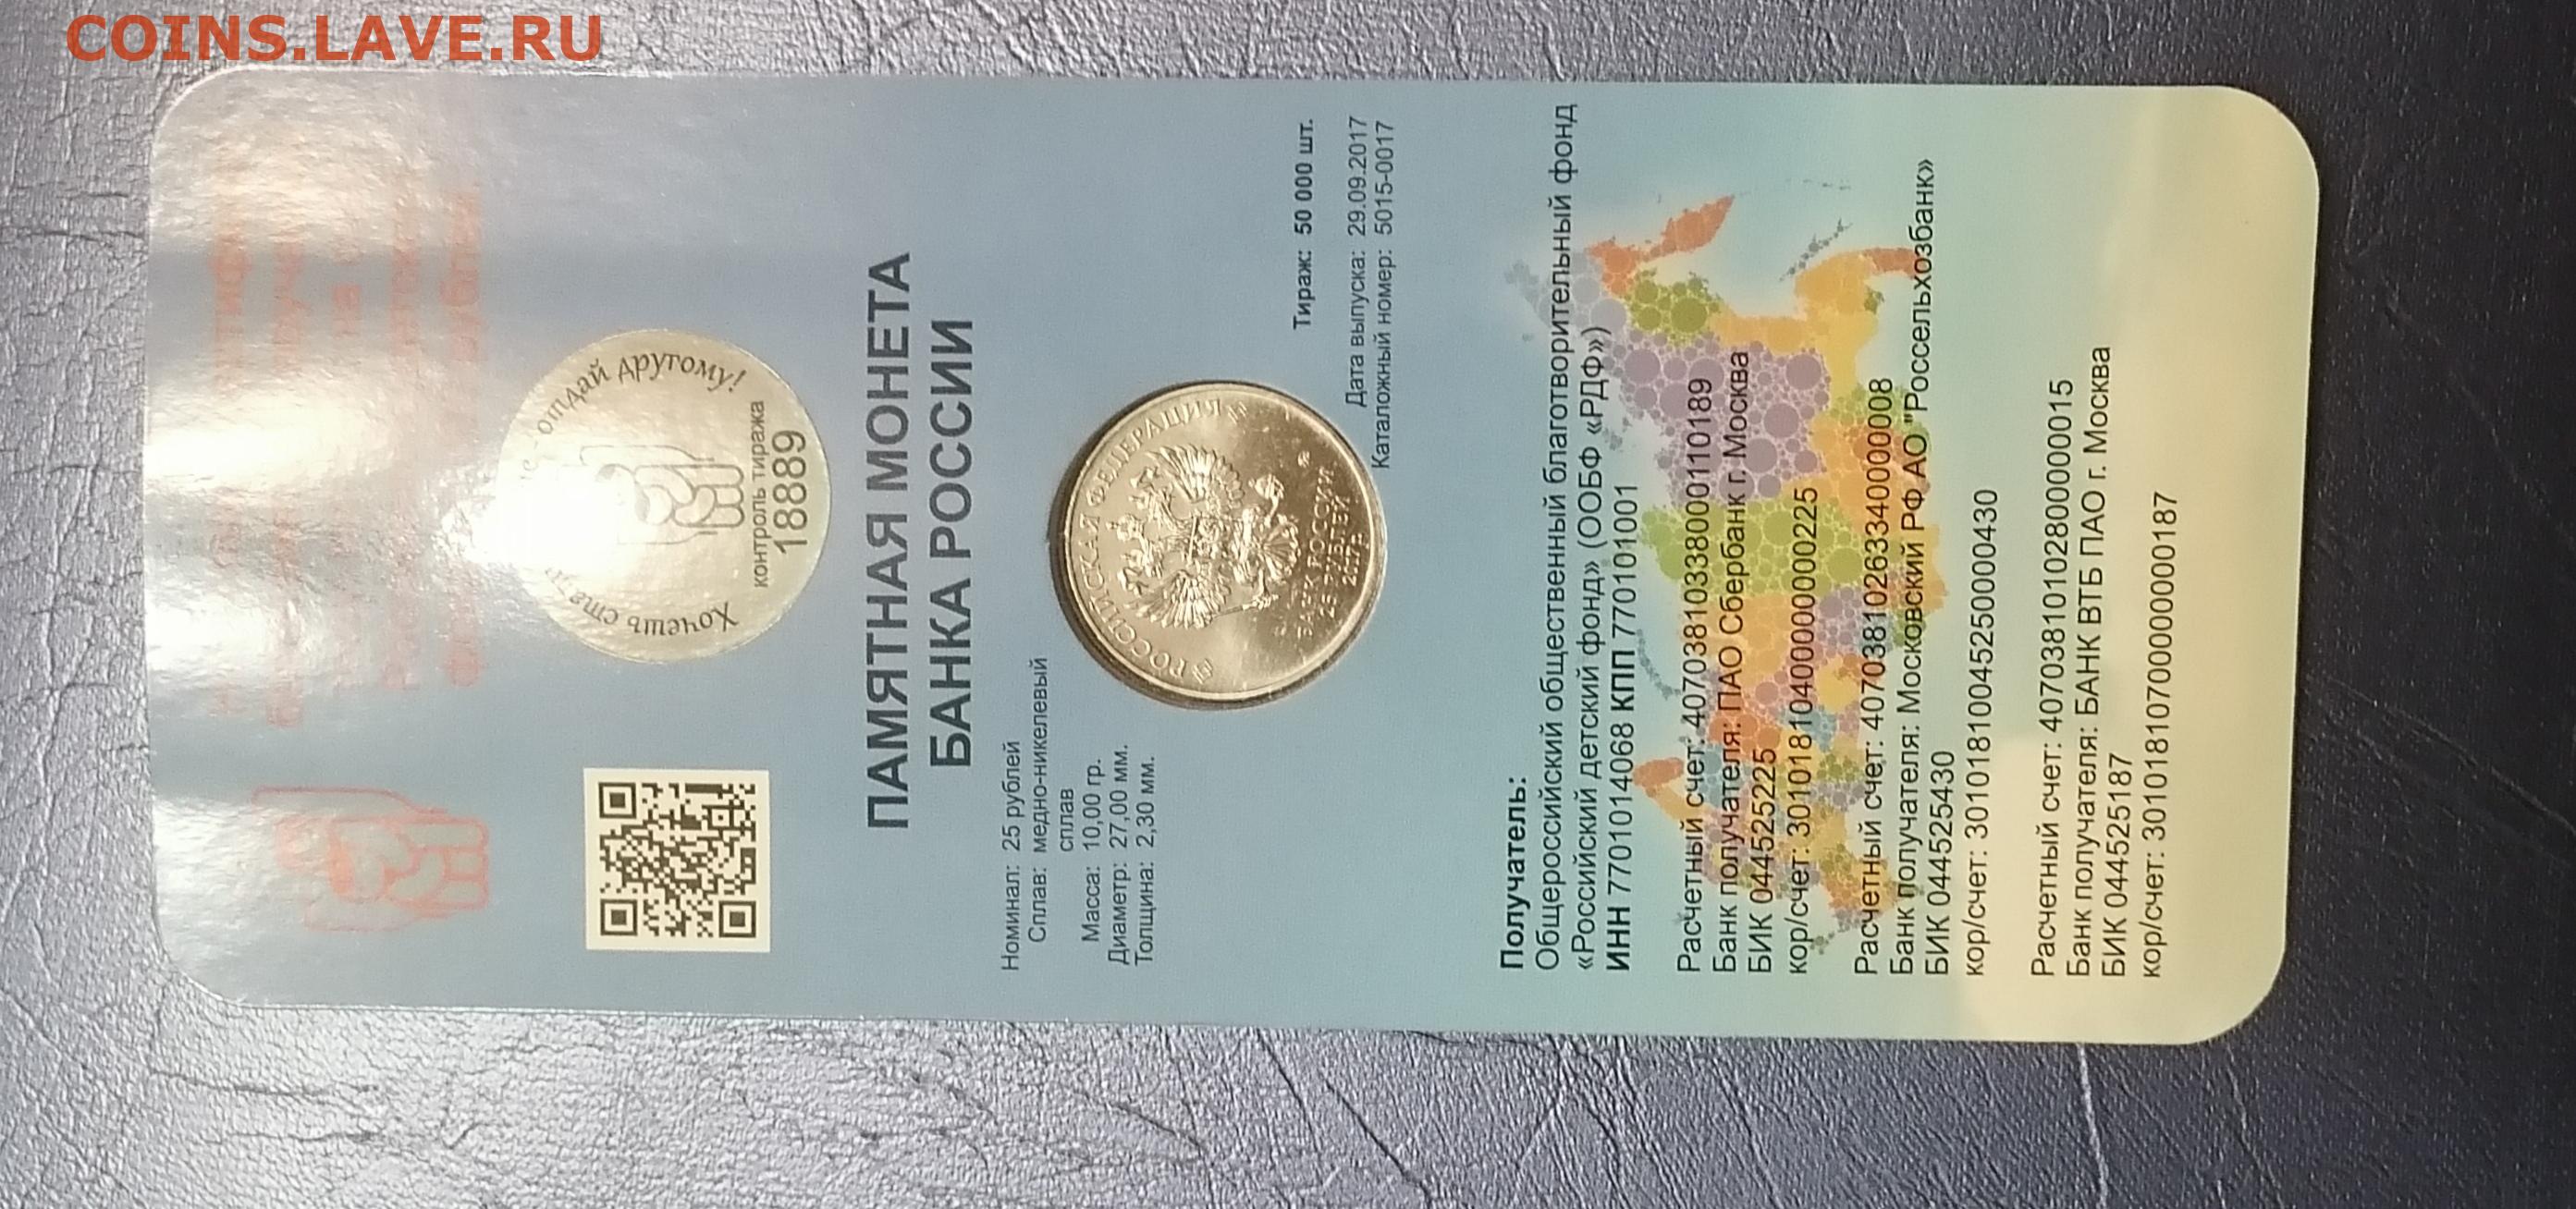 COINS.LAVE.RU
Хочешь
отдай другому!
контроль тиража
18889
ПАМЯТНАЯ МОНЕТА
БАНКА РОССИИ
Номинал: 25 рублей
Сплав: медно-никелевый
сплав
Масса: 10,00 гр.
Диаметр: 27,00 мм.
Толщина: 2,30 мм.
РОССИЙСКАЯ ФЕДЕРАЦИЯ
БАНК РОССИИ
25 РУБЛЕЙ
2017г.
Тираж: 50 000 шт.
Дата выпуска: 29.09.2017
Каталожный номер: 5015-0017
Получатель:
Общероссийский общественный благотворительный фонд
«Российский детский фонд» (ООБФ «РДФ»)
ИНН 7701014068 КПП 770101001
Расчетный счет: 40703810338000110189
Банк получателя: ПАО Сбербанк г. Москва
БИК 044525225
кор/счет: 30101810400000000225
Расчетный счет: 40703810263340000008
Банк получателя: Московский РФ АО "Россельхозбанк»
БИК 044525430
кор/счет: 30101810045250000430
Расчетный счет: 40703810102800000015
Банк получателя: БАНК ВТБ ПАО г. Москва
БИК 044525187
кор/счет: 30101810700000000187